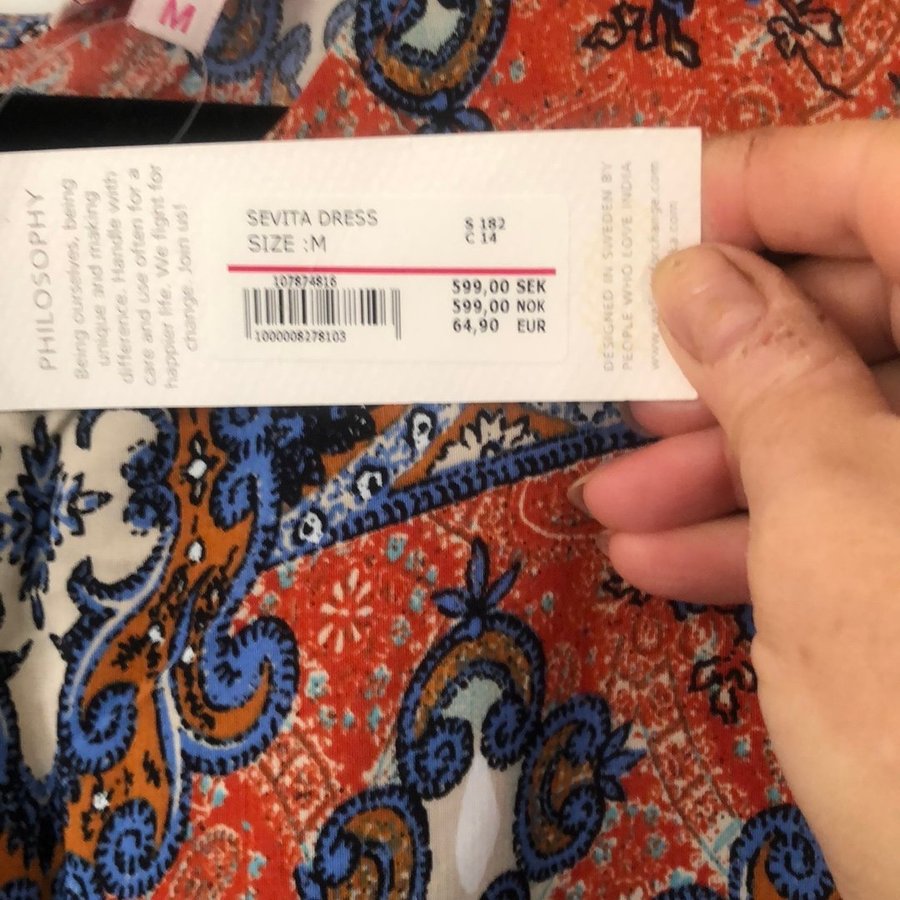 M
PHILOSOPHY
Being ourselves, being
unique and making
difference. Handle with
care and use often for a
happier life. We fight for
change. Join us!
SEVITA DRESS
SIZE :M
S 182
C 14
107874816
1000008278103
599,00 SEK
599,00 NOK
64,90 EUR
DESIGNED IN SWEDEN BY
PEOPLE WHO LOVE INDIA